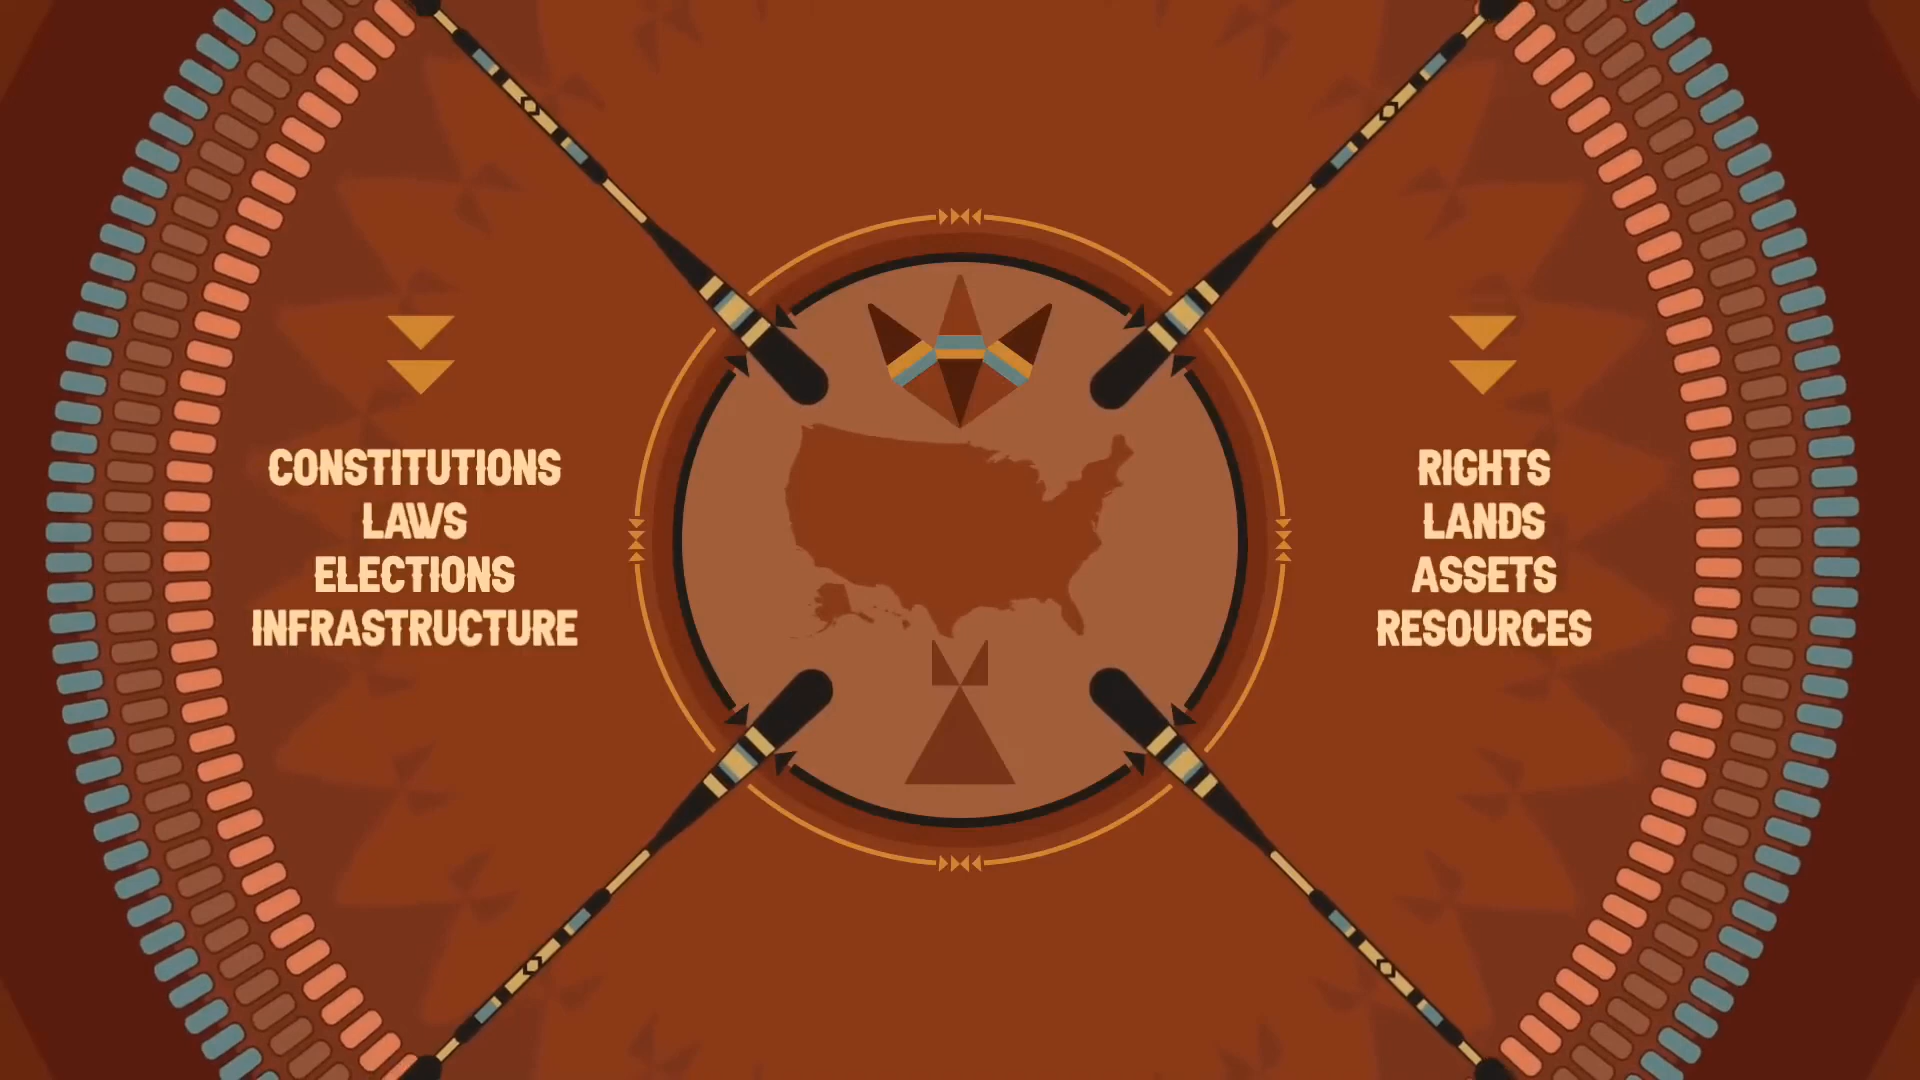 CONSTITUTIONS
LAWS
ELECTIONS
INFRASTRUCTURE
RIGHTS
LANDS
ASSETS
RESOURCES